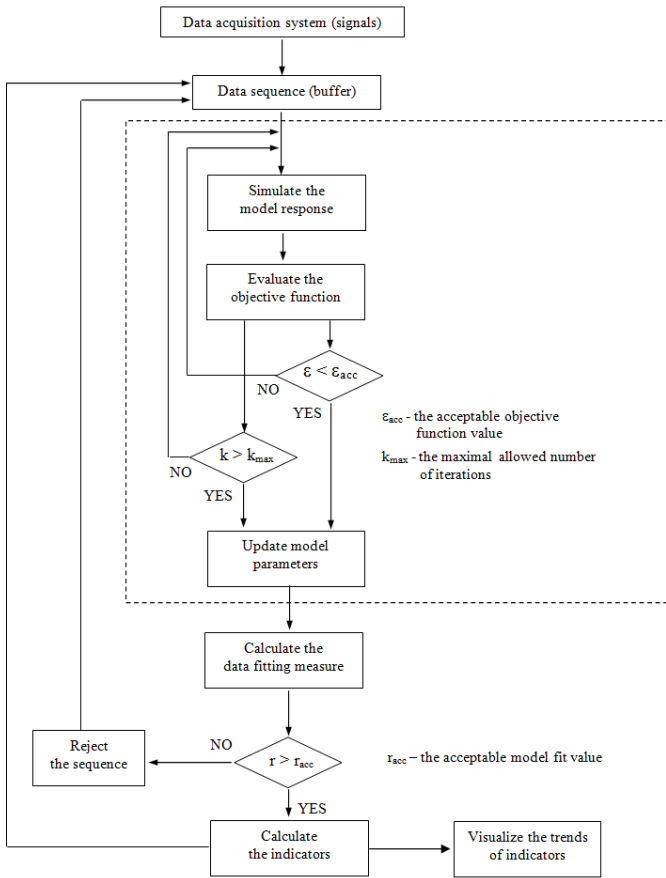 Data acquisition system (signals)
Data sequence (buffer)
Simulate the
model response
Evaluate the
objective function
ε < εacc
NO
YES
εacc - the acceptable objective
function value
k > kmax
kmax - the maximal allowed number
of iterations
NO
YES
Update model
parameters
Calculate the
data fitting measure
Reject
the sequence
NO
r > racc
racc – the acceptable model fit value
YES
Calculate
the indicators
Visualize the trends
of indicators